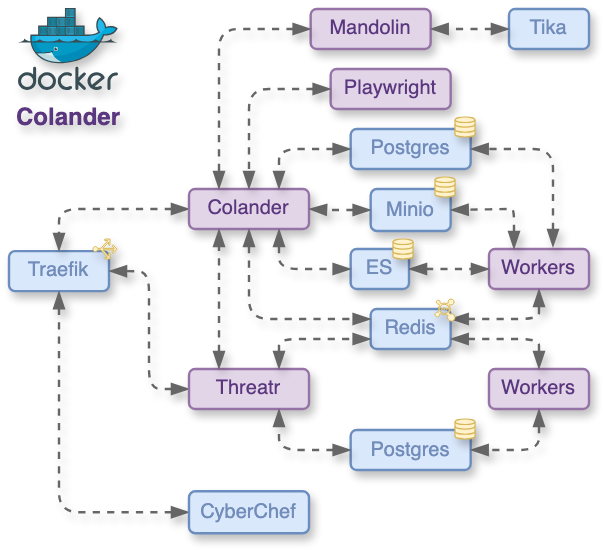 docker
Colander
Mandolin
Tika
Playwright
Postgres
Colander
Minio
Traefik
ES
Workers
Redis
Threatr
Workers
Postgres
CyberChef